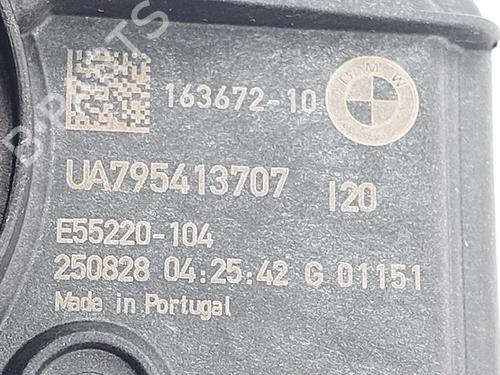 163672-10
BMW
UA795413707 I20
E55220-104
250828 04:25:42 G 01151
Made in Portugal